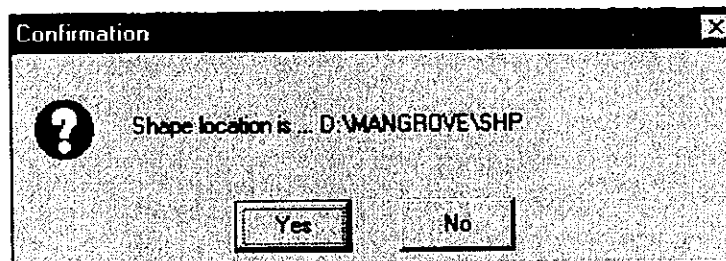 Confirmation
Shape location is ... D:\MANGROVE\SHP
Yes No